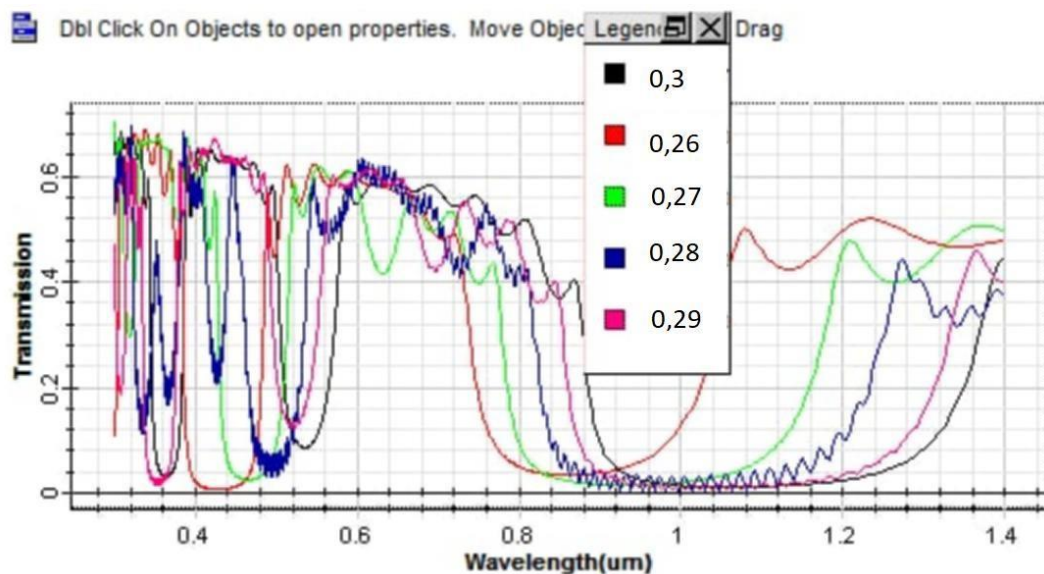 Dbl Click On Objects to open properties. Move Objec
Legend
Drag
0,3
0,26
0,27
0,28
0,29
Transmission
0.6
0.4
0.2
0
0.4 0.6 0.8 1 1.2 1.4
Wavelength(um)